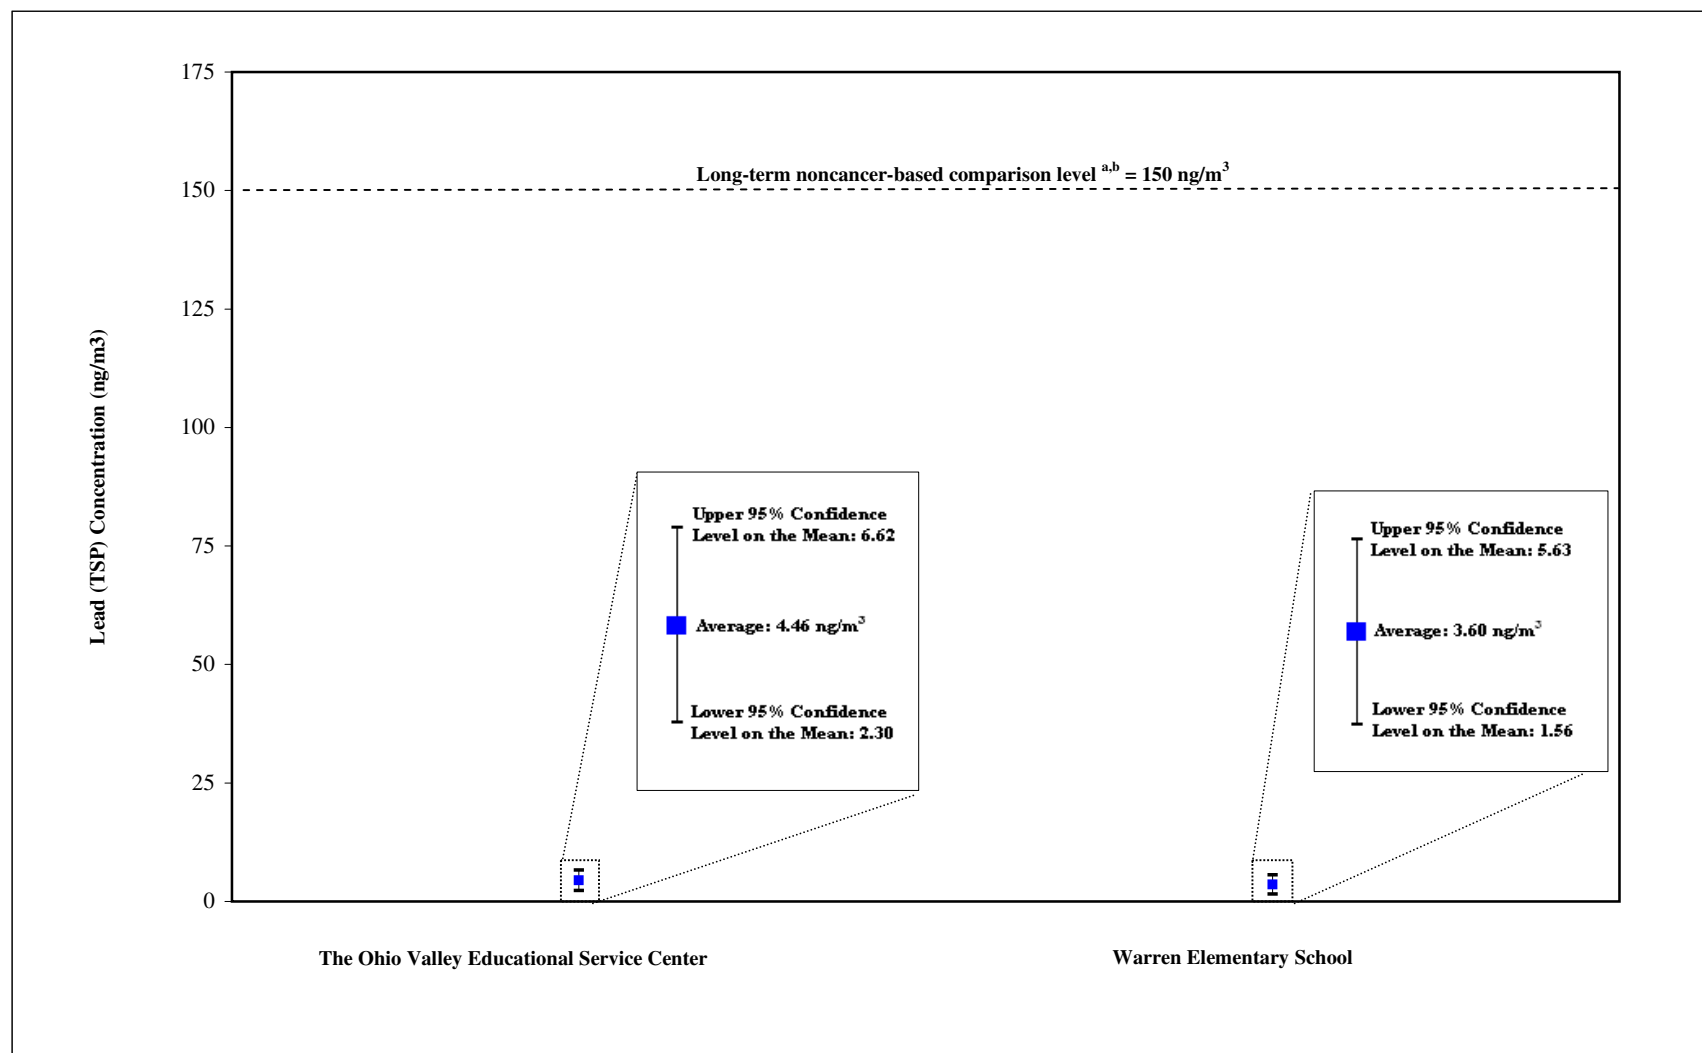 175
Long-term noncancer-based comparison level a,b = 150 ng/m3
150
125
100
75
50
25
0
Lead (TSP) Concentration (ng/m3)
Upper 95% Confidence
Level on the Mean: 6.62
Average: 4.46 ng/m3
Lower 95% Confidence
Level on the Mean: 2.30
Upper 95% Confidence
Level on the Mean: 5.63
Average: 3.60 ng/m3
Lower 95% Confidence
Level on the Mean: 1.56
The Ohio Valley Educational Service Center
Warren Elementary School